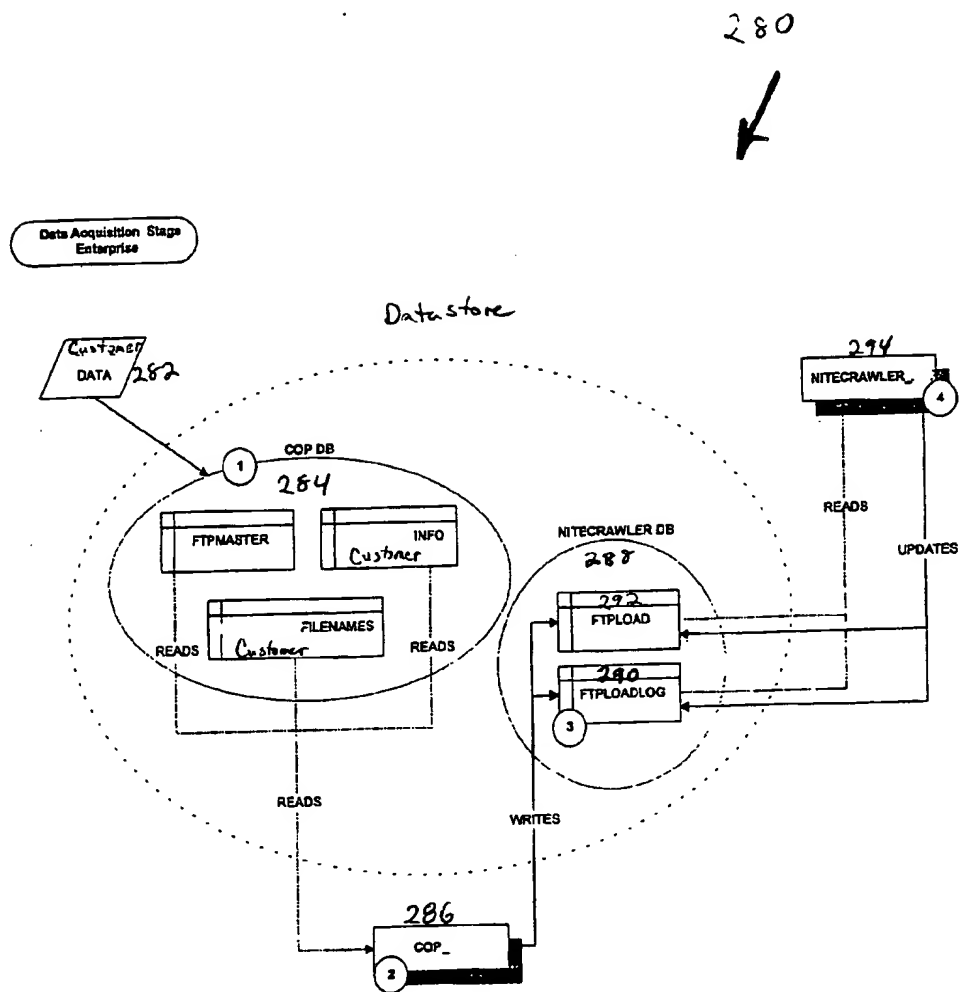 280
Data Acquisition Stage
Enterprise
Datastore
Customer
DATA
282
294
NITECRAWLER_
4
1
COP DB
284
FTPMASTER
INFO
Customer
READS
NITECRAWLER DB
288
UPDATES
292
FTPLOAD
FILENAMES
Customer
READS
READS
290
FTPLOADLOG
3
READS
WRITES
286
COP_
2